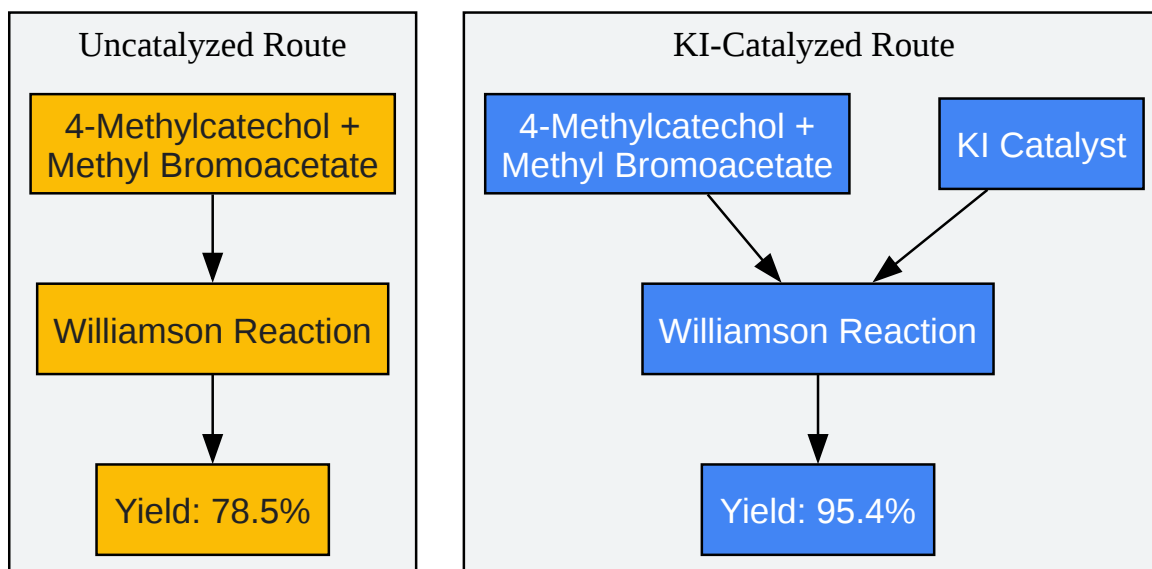 Uncatalyzed Route
4-Methylcatechol +
Methyl Bromoacetate
Williamson Reaction
Yield: 78.5%
KI-Catalyzed Route
4-Methylcatechol +
Methyl Bromoacetate
KI Catalyst
Williamson Reaction
Yield: 95.4%